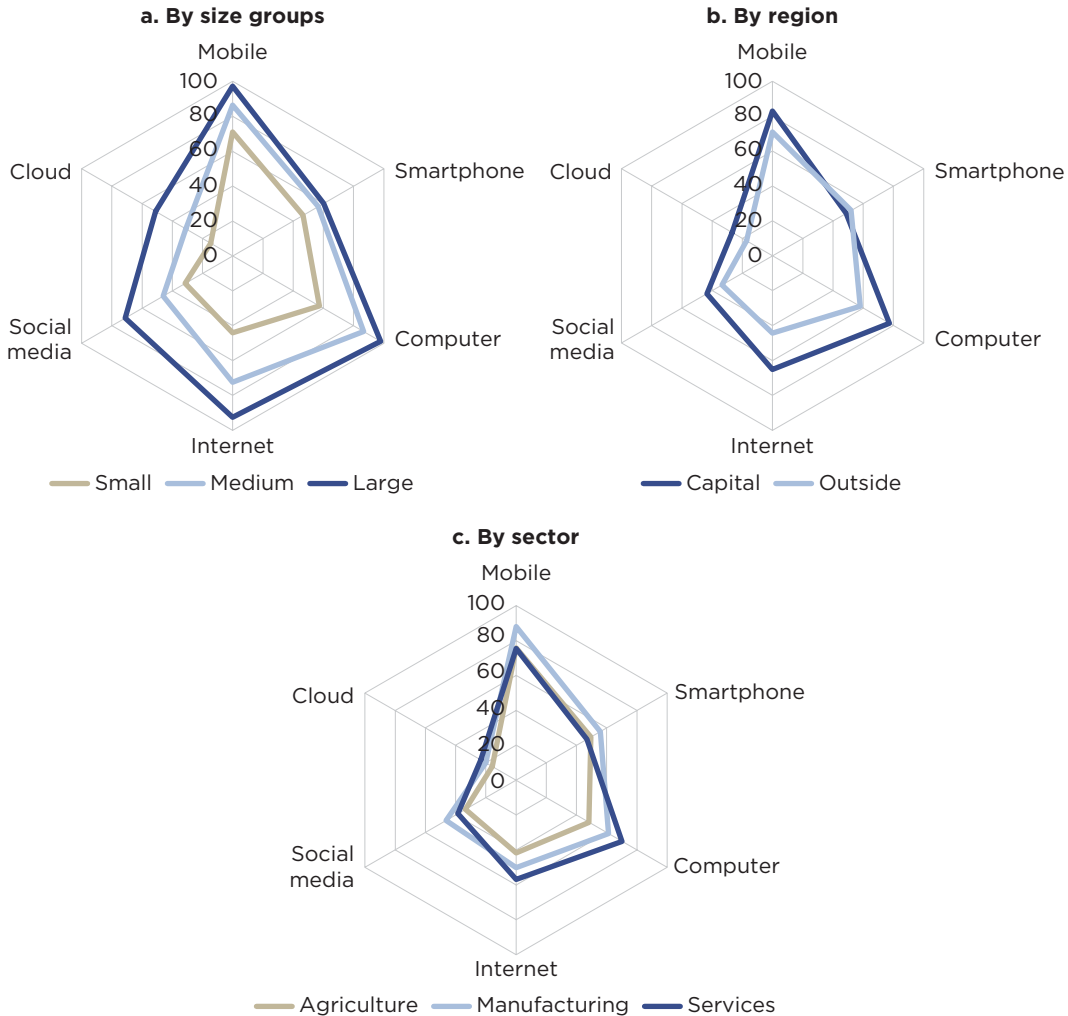 a. By size groups
Mobile
100
80
60
40
20
0
Cloud
Smartphone
Social
media
Computer
Internet
Small Medium Large
b. By region
Mobile
100
80
60
40
20
0
Cloud
Smartphone
Social
media
Computer
Internet
Capital Outside
c. By sector
Mobile
100
80
60
40
20
0
Cloud
Smartphone
Social
media
Computer
Internet
Agriculture Manufacturing Services